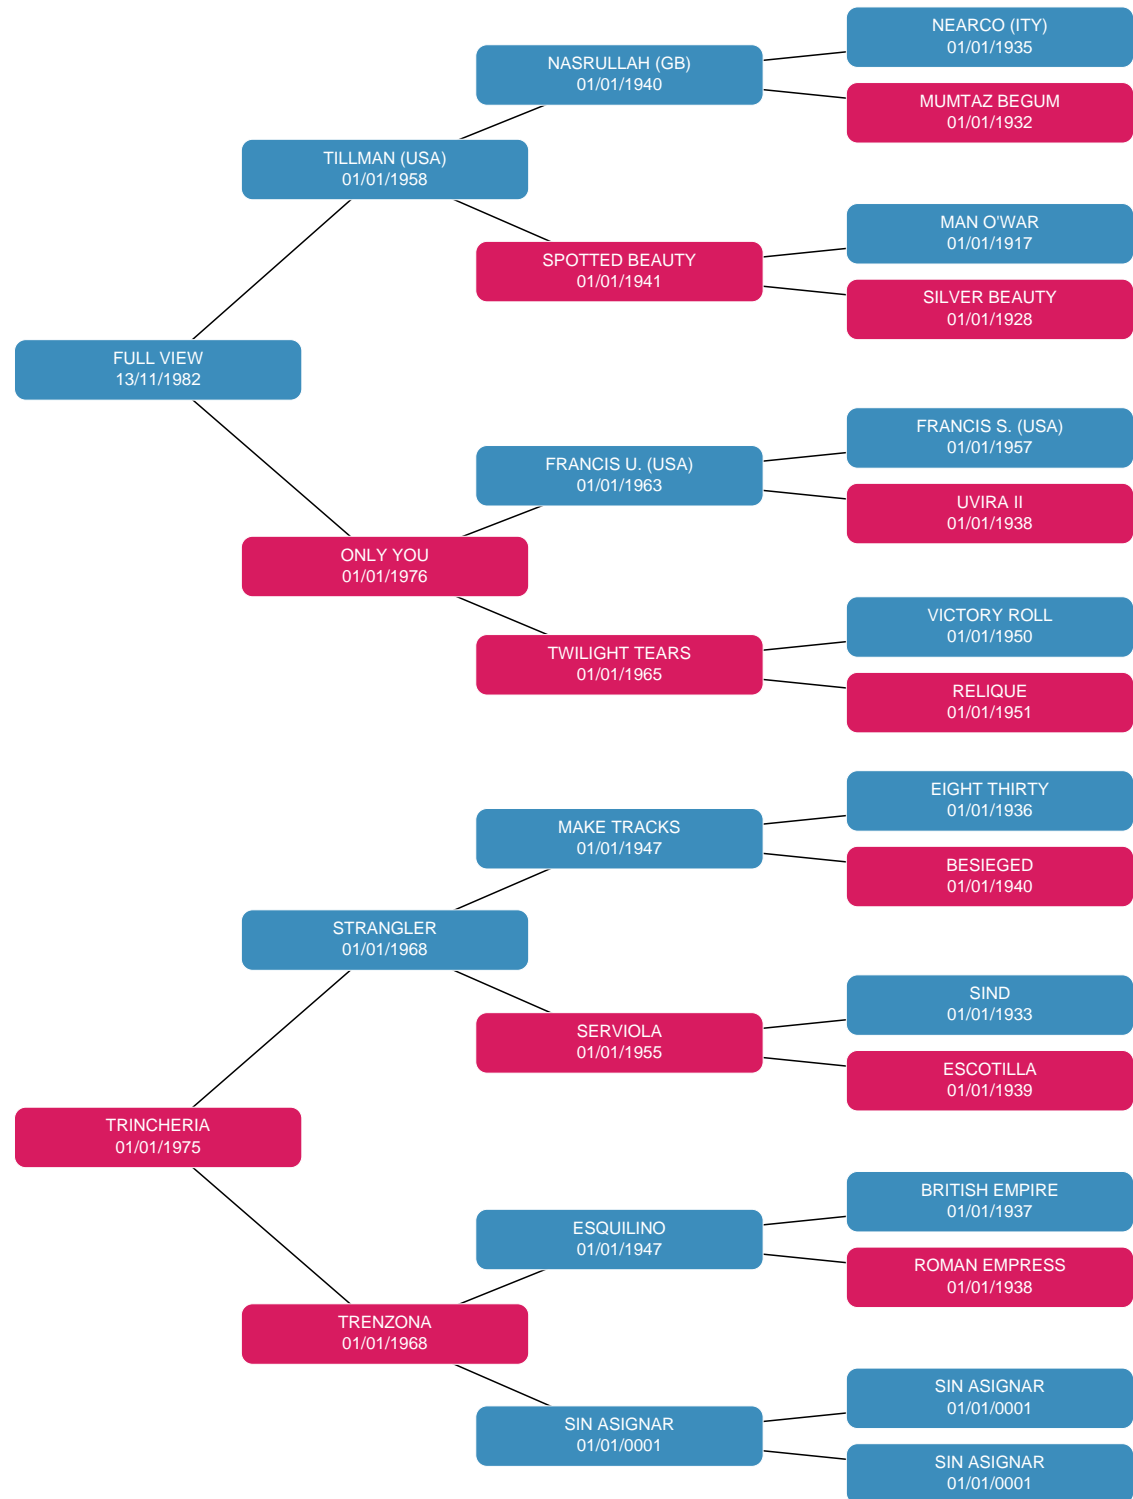 NEARCO (ITY)
01/01/1935
NASRULLAH (GB)
01/01/1940
MUMTAZ BEGUM
01/01/1932
TILLMAN (USA)
01/01/1958
MAN O'WAR
01/01/1917
SPOTTED BEAUTY
01/01/1941
SILVER BEAUTY
01/01/1928
FULL VIEW
13/11/1982
FRANCIS S. (USA)
01/01/1957
FRANCIS U. (USA)
01/01/1963
UVIRA II
01/01/1938
ONLY YOU
01/01/1976
VICTORY ROLL
01/01/1950
TWILIGHT TEARS
01/01/1965
RELIQUE
01/01/1951
EIGHT THIRTY
01/01/1936
MAKE TRACKS
01/01/1947
BESIEGED
01/01/1940
STRANGLER
01/01/1968
SIND
01/01/1933
SERVIOLA
01/01/1955
ESCOTILLA
01/01/1939
TRINCHERIA
01/01/1975
BRITISH EMPIRE
01/01/1937
ESQUILINO
01/01/1947
ROMAN EMPRESS
01/01/1938
TRENZONA
01/01/1968
SIN ASIGNAR
01/01/0001
SIN ASIGNAR
01/01/0001
SIN ASIGNAR
01/01/0001